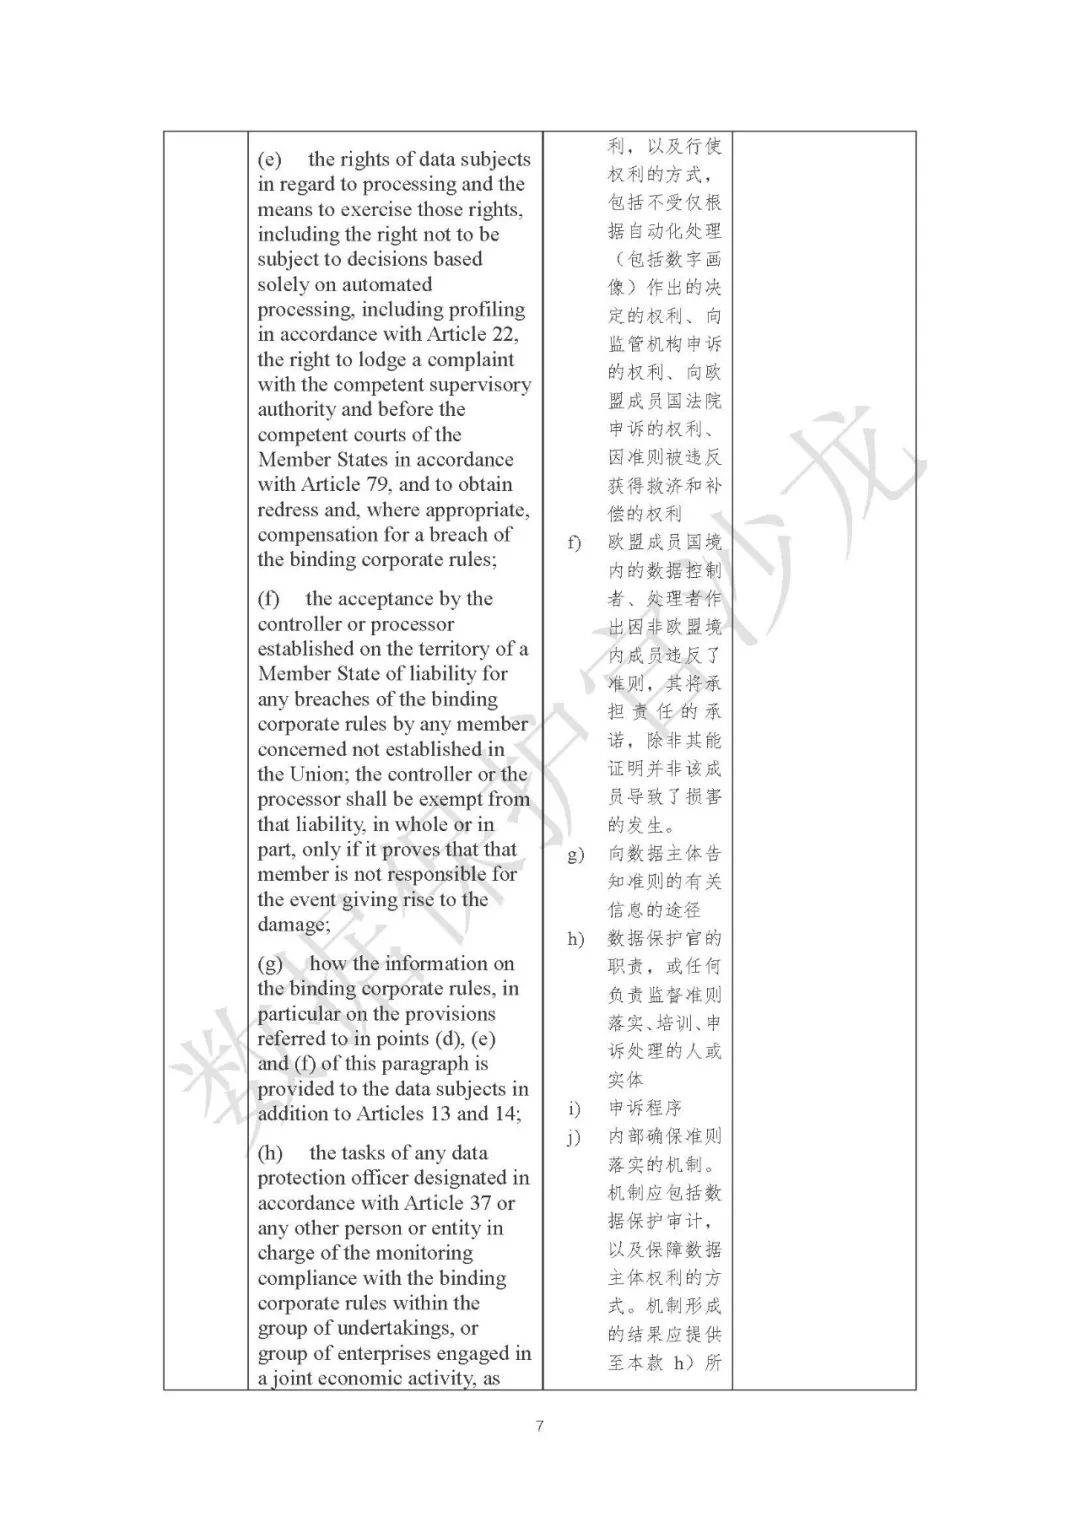 (e) the rights of data subjects
in regard to processing and the
means to exercise those rights,
including the right not to be
subject to decisions based
solely on automated
processing, including profiling
in accordance with Article 22,
the right to lodge a complaint
with the competent supervisory
authority and before the
competent courts of the
Member States in accordance
with Article 79, and to obtain
redress and, where appropriate,
compensation for a breach of
the binding corporate rules;
(f) the acceptance by the
controller or processor
established on the territory of a
Member State of liability for
any breaches of the binding
corporate rules by any member
concerned not established in
the Union; the controller or the
processor shall be exempt from
that liability, in whole or in
part, only if it proves that that
member is not responsible for
the event giving rise to the
damage;
(g) how the information on
the binding corporate rules, in
particular on the provisions
referred to in points (d), (e)
and (f) of this paragraph is
provided to the data subjects in
addition to Articles 13 and 14;
(h) the tasks of any data
protection officer designated in
accordance with Article 37 or
any other person or entity in
charge of the monitoring
compliance with the binding
corporate rules within the
group of undertakings, or
group of enterprises engaged in
a joint economic activity, as
利，以及行使
权利的方式，
包括不受仅根
据自动化处理
（包括数字画
像）作出的决
定的权利、向
监管机构申诉
的权利、向欧
盟成员国法院
申诉的权利、
因准则被违反
获得救济和补
偿的权利
f) 欧盟成员国境
内的数据控制
者、处理者作
出因非欧盟境
内成员违反了
准则，其将承
担责任的承
诺，除非其能
证明并非该成
员导致了损害
的发生。
g) 向数据主体告
知准则的有关
信息的途径
h) 数据保护官的
职责，或任何
负责监督准则
落实、培训、申
诉处理的人或
实体
i) 申诉程序
j) 内部确保准则
落实的机制。
机制应包括数
据保护审计，
以及保障数据
主体权利的方
式。机制形成
的结果应提供
至本款 h）所
数据保护官沙龙
7